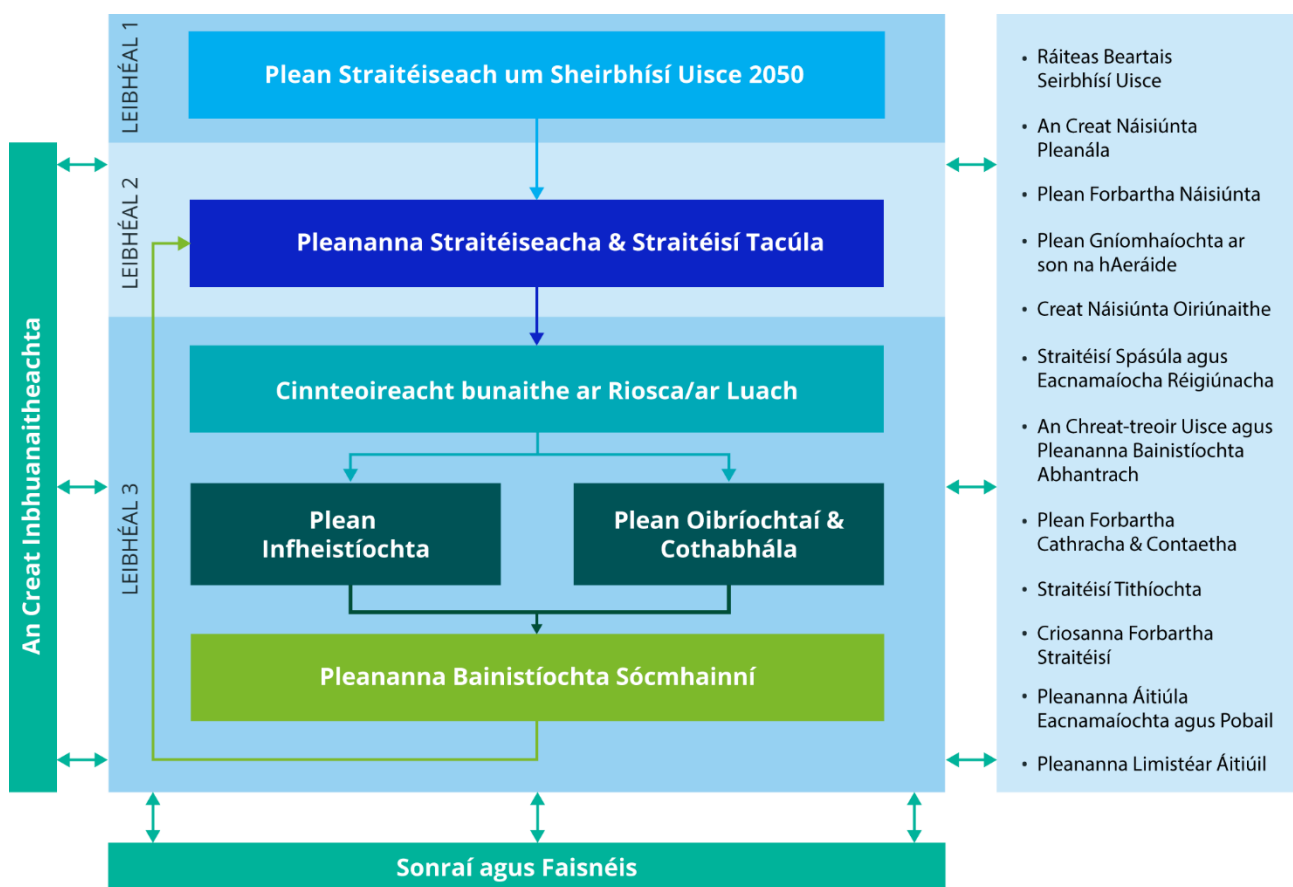 LEIBHÉAL 1
Plean Straitéiseach um Sheirbhísí Uisce 2050
LEIBHÉAL 2
Pleananna Straitéiseacha & Straitéisí Tacúla
An Creat Inbhuanaitheachta
LEIBHÉAL 3
Cinnteoireacht bunaithe ar Riosca/ar Luach
Plean
Infheistíochta
Plean Oibríochtaí &
Cothabhála
Pleananna Bainistíochta Sócmhainní
Sonraí agus Faisnéis
• Ráiteas Beartais
Seirbhísí Uisce
• An Creat Náisiúnta
Pleanála
• Plean Forbartha Náisiúnta
• Plean Gníomhaíochta ar
son na hAeráide
• Creat Náisiúnta Oiriúnaithe
• Straitéisí Spásúla agus
Eacnamaíocha Réigiúnacha
• An Chreat-treoir Uisce agus
Pleananna Bainistíochta
Abhantrach
• Plean Forbartha
Cathracha & Contaetha
• Straitéisí Tithíochta
• Criosanna Forbartha
Straitéisí
• Pleananna Áitiúla
Eacnamaíochta agus Pobail
• Pleananna Limistéar Áitiúil